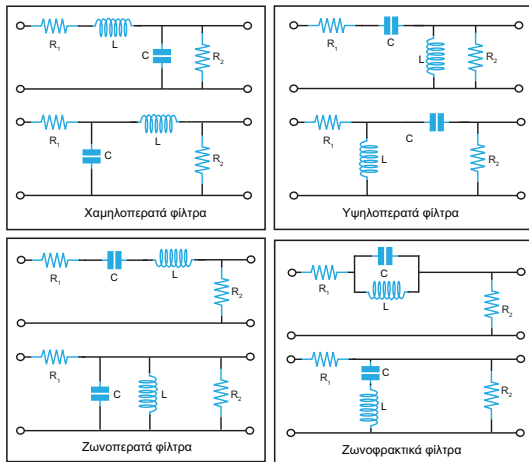 R₁ L C R₂
R₁ C L R₂
Χαμηλοπερατά φίλτρα
R₁ C L R₂
R₁ L C R₂
Υψηλοπερατά φίλτρα
R₁ C L R₂
R₁ C L R₂
Ζωνοπερατά φίλτρα
R₁ C L R₂
R₁ C L R₂
Ζωνοφρακτικά φίλτρα